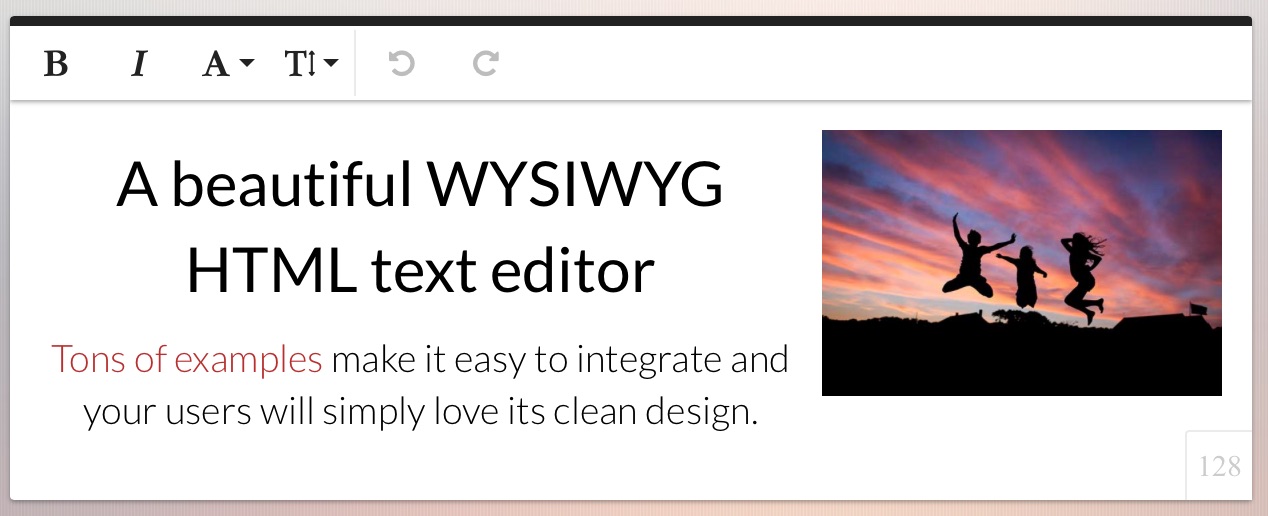 B I A T
A beautiful WYSIWYG
HTML text editor
Tons of examples make it easy to integrate and
your users will simply love its clean design.
128